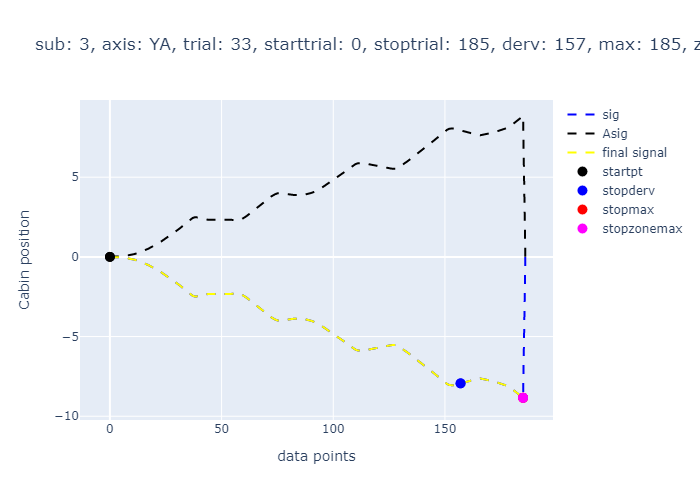 sub: 3, axis: YA, trial: 33, starttrial: 0, stoptrial: 185, derv: 157, max: 185, z
sig
Asig
final signal
startpt
stopderv
stopmax
stopzonemax
5
0
−5
−10
Cabin position
0
50
100
150
data points